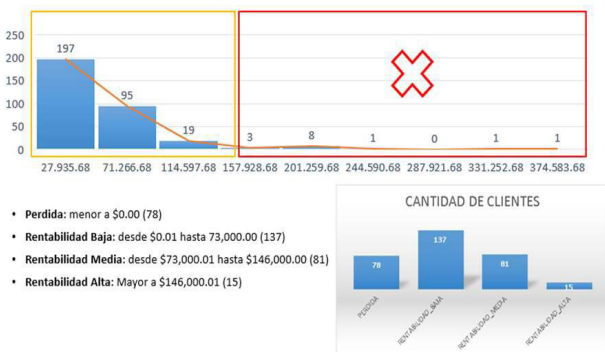 250
200
150
100
50
0
197
95
19
3
8
1
0
1
1
27.935.68 71.266.68 114.597.68 157.928.68 201.259.68 244.590.68 287.921.68 331.252.68 374.583.68
• Perdida: menor a $0.00 (78)
• Rentabilidad Baja: desde $0.01 hasta 73,000.00 (137)
• Rentabilidad Media: desde $73,000.01 hasta $146,000.00 (81)
• Rentabilidad Alta: Mayor a $146,000.01 (15)
CANTIDAD DE CLIENTES
78
137
81
15
PERDIDA
RENTABILIDAD_BAJA
RENTABILIDAD_MEDIA
RENTABILIDAD_ALTA